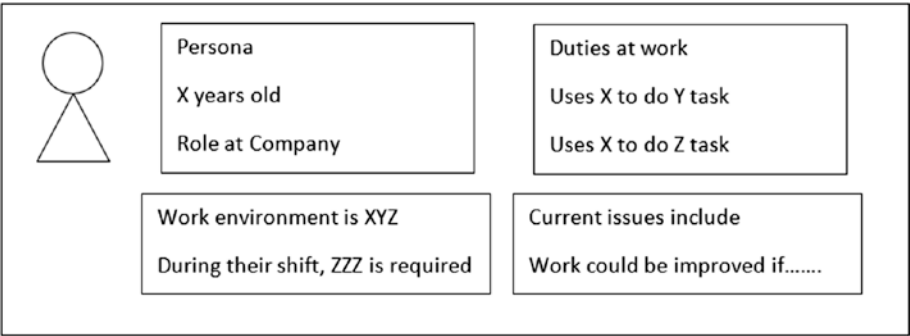 Persona
X years old
Role at Company
Duties at work
Uses X to do Y task
Uses X to do Z task
Work environment is XYZ
During their shift, ZZZ is required
Current issues include
Work could be improved if.......